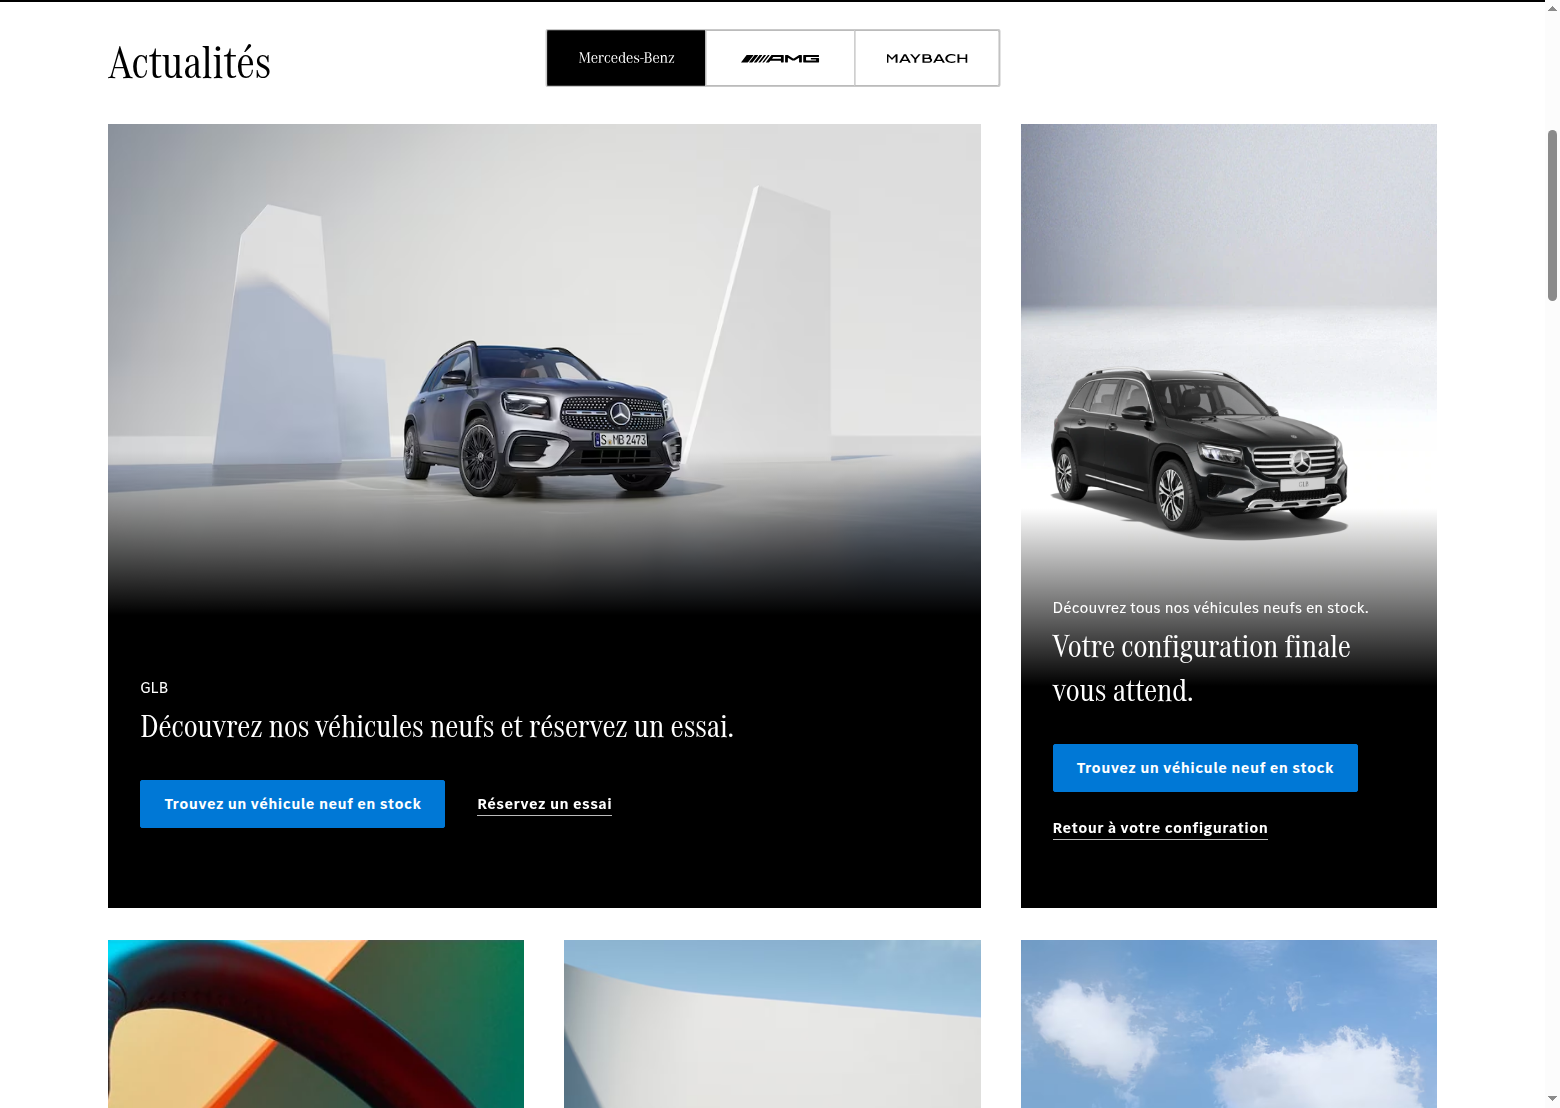 Actualités
Mercedes-Benz
AMG
MAYBACH
S MB 2473
GLB
Découvrez nos véhicules neufs et réservez un essai.
Trouvez un véhicule neuf en stock
Réservez un essai
GLB
Découvrez tous nos véhicules neufs en stock.
Votre configuration finale
vous attend.
Trouvez un véhicule neuf en stock
Retour à votre configuration